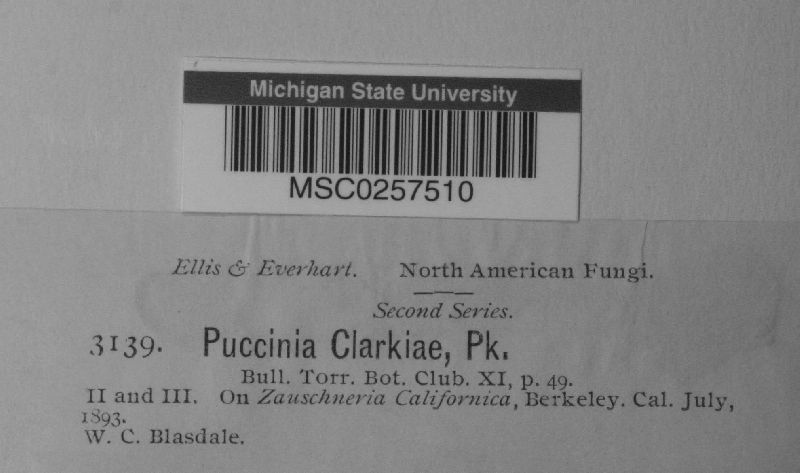 Michigan State University
MSC0257510
Ellis & Everhart. North American Fungi.
Second Series.
3139. Puccinia Clarkiae, Pk.
Bull. Torr. Bot. Club. XI, p. 49.
II and III. On Zauschneria Californica, Berkeley. Cal. July,
1893.
W. C. Blasdale.